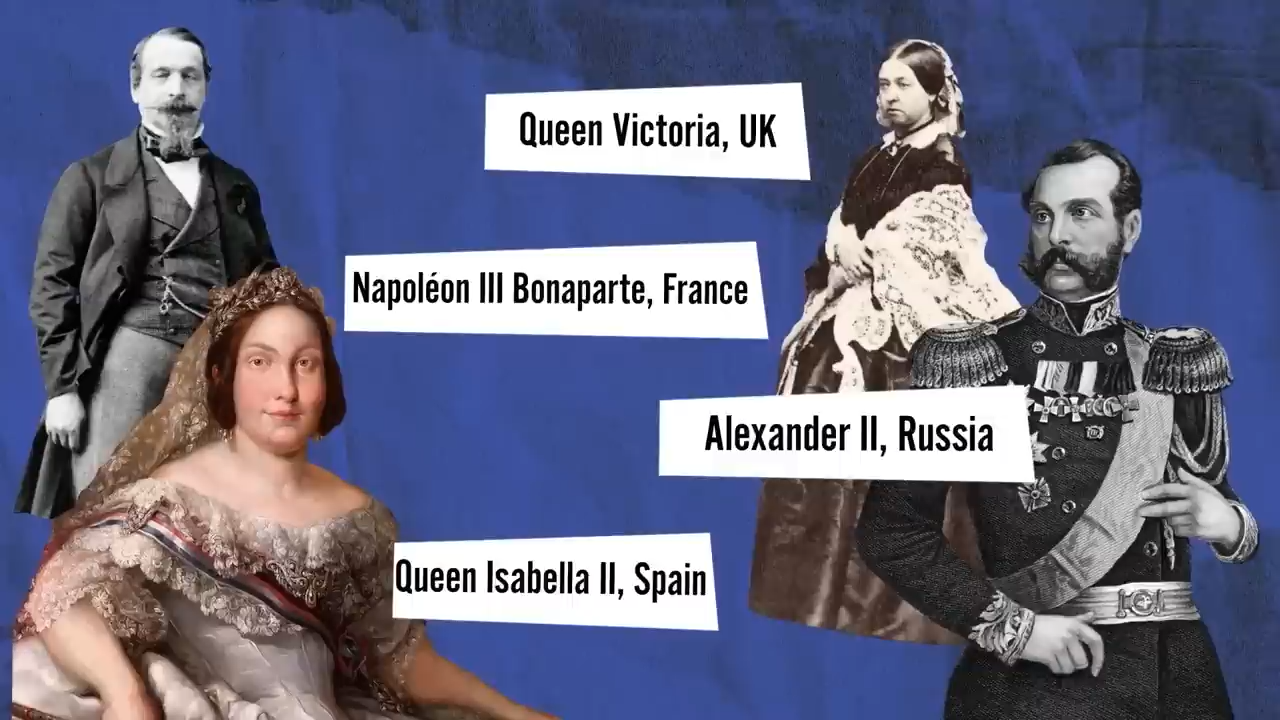 Queen Victoria, UK
Napoléon III Bonaparte, France
Alexander II, Russia
Queen Isabella II, Spain